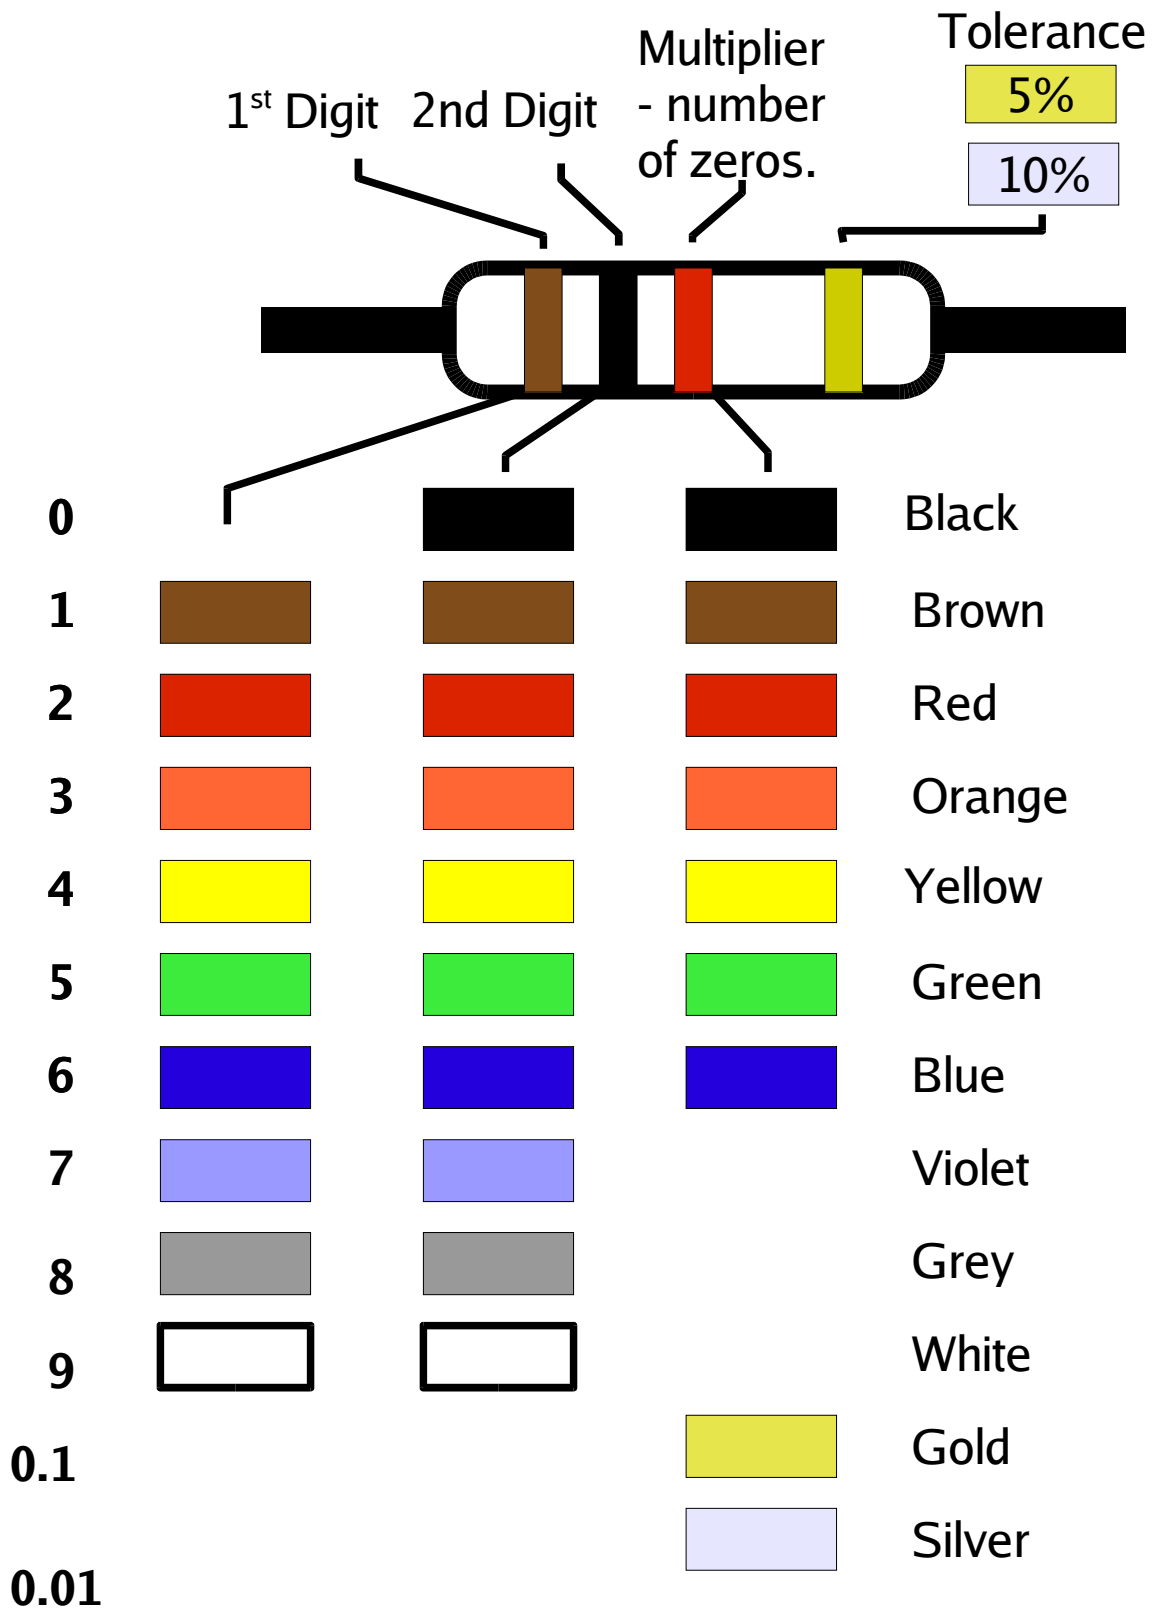 Tolerance
5%
10%
Multiplier
- number
of zeros.
1st Digit
2nd Digit
0
Black
1
Brown
2
Red
3
Orange
4
Yellow
5
Green
6
Blue
7
Violet
8
Grey
9
White
0.1
Gold
Silver
0.01